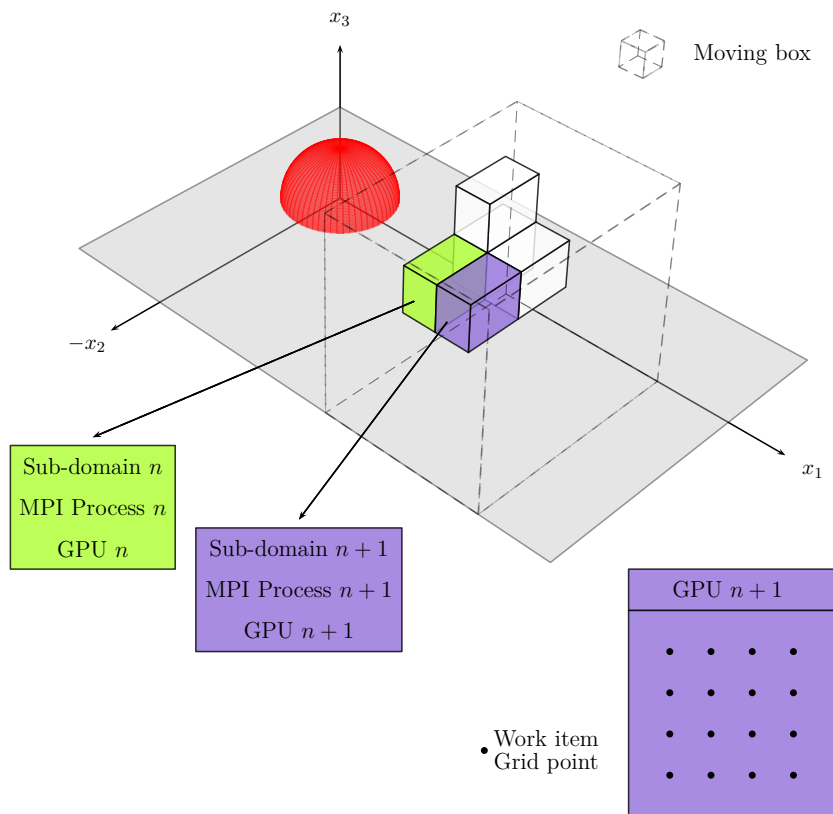 x₃
Moving box
−x₂
x₁
Sub-domain n
MPI Process n
GPU n
Sub-domain n + 1
MPI Process n + 1
GPU n + 1
GPU n + 1
Work item
Grid point